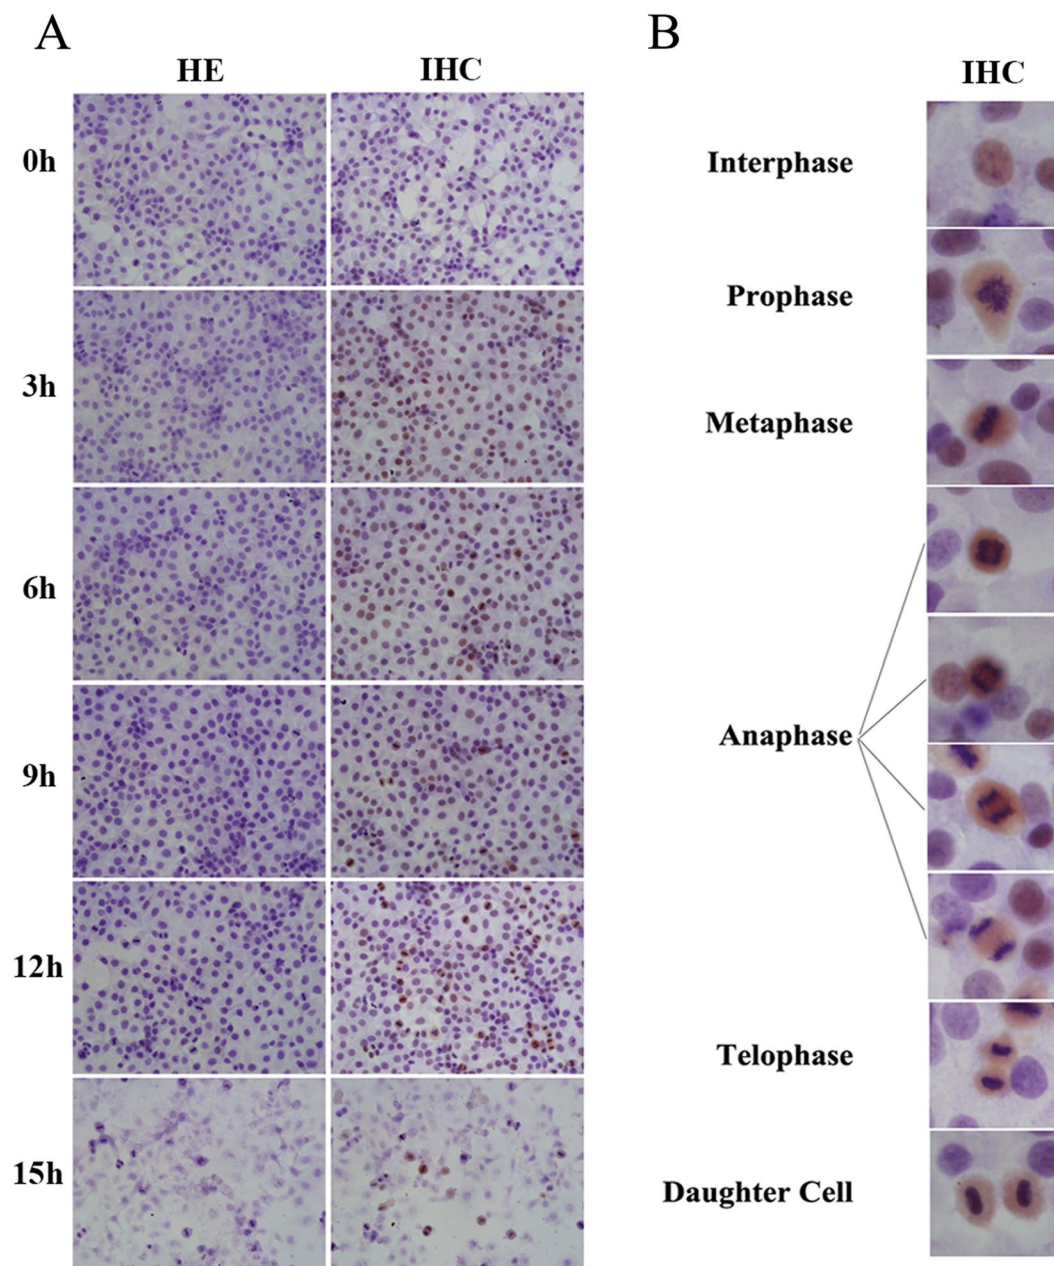 A
HE IHC
0h
3h
6h
9h
12h
15h
B
IHC
Interphase
Prophase
Metaphase
Anaphase
Telophase
Daughter Cell